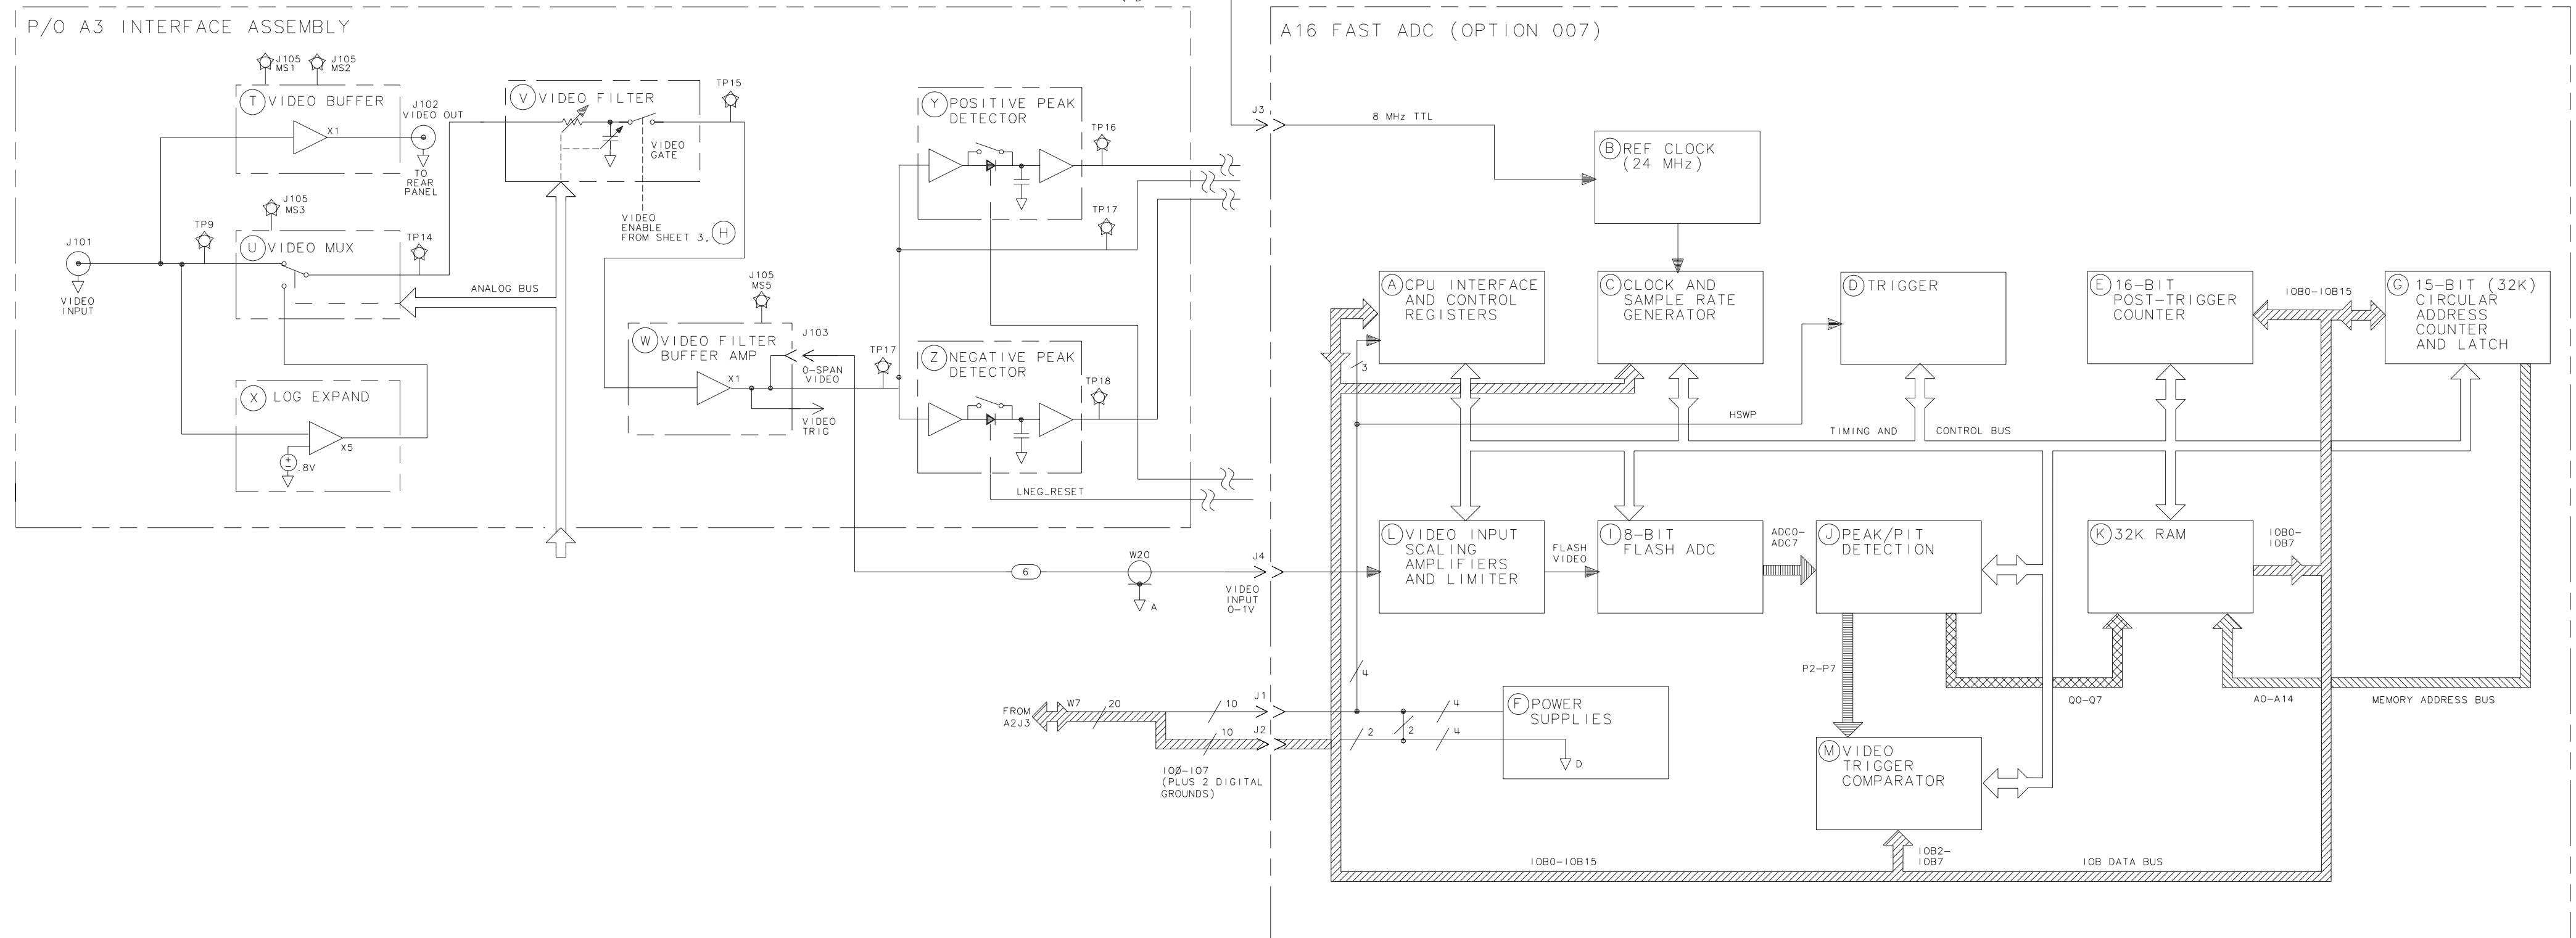 P/O A3 INTERFACE ASSEMBLY
J105
MS1
J105
MS2
T VIDEO BUFFER
X1
J102
VIDEO OUT
TO
REAR
PANEL
V VIDEO FILTER
VIDEO
GATE
VIDEO
ENABLE
FROM SHEET 3, H
TP15
J105
MS3
TP9
U VIDEO MUX
TP14
J101
VIDEO
INPUT
ANALOG BUS
X LOG EXPAND
X5
+
−
.8V
J105
MS5
W VIDEO FILTER
BUFFER AMP
X1
J103
0-SPAN
VIDEO
VIDEO
TRIG
TP17
Y POSITIVE PEAK
DETECTOR
TP16
TP17
Z NEGATIVE PEAK
DETECTOR
TP18
LNEG_RESET
6
W20
A
J4
VIDEO
INPUT
0-1V
FROM
A2J3
W7
20
10
J1
10
J2
IOØ-IO7
(PLUS 2 DIGITAL
GROUNDS)
A16 FAST ADC (OPTION 007)
J3
8 MHz TTL
B REF CLOCK
(24 MHz)
A CPU INTERFACE
AND CONTROL
REGISTERS
C CLOCK AND
SAMPLE RATE
GENERATOR
D TRIGGER
E 16-BIT
POST-TRIGGER
COUNTER
IOB0-IOB15
G 15-BIT (32K)
CIRCULAR
ADDRESS
COUNTER
AND LATCH
3
HSWP
TIMING AND CONTROL BUS
L VIDEO INPUT
SCALING
AMPLIFIERS
AND LIMITER
FLASH
VIDEO
I 8-BIT
FLASH ADC
ADC0-
ADC7
J PEAK/PIT
DETECTION
K 32K RAM
IOB0-
IOB7
4
P2-P7
Q0-Q7
A0-A14
MEMORY ADDRESS BUS
4
2
2
4
F POWER
SUPPLIES
D
M VIDEO
TRIGGER
COMPARATOR
IOB0-IOB15
IOB2-
IOB7
IOB DATA BUS